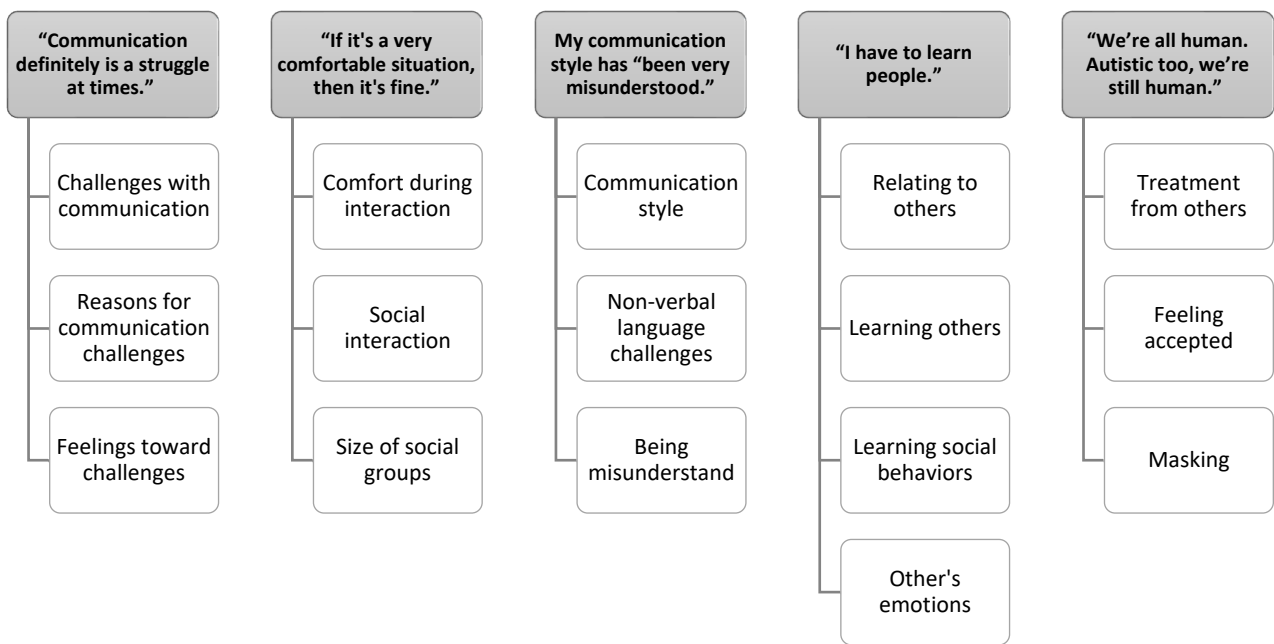 “Communication
definitely is a struggle
at times.”
Challenges with
communication
Reasons for
communication
challenges
Feelings toward
challenges
“If it's a very
comfortable situation,
then it's fine.”
Comfort during
interaction
Social
interaction
Size of social
groups
My communication
style has “been very
misunderstood.”
Communication
style
Non-verbal
language
challenges
Being
misunderstand
“I have to learn
people.”
Relating to
others
Learning others
Learning social
behaviors
Other's
emotions
“We’re all human.
Autistic too, we’re
still human.”
Treatment
from others
Feeling
accepted
Masking